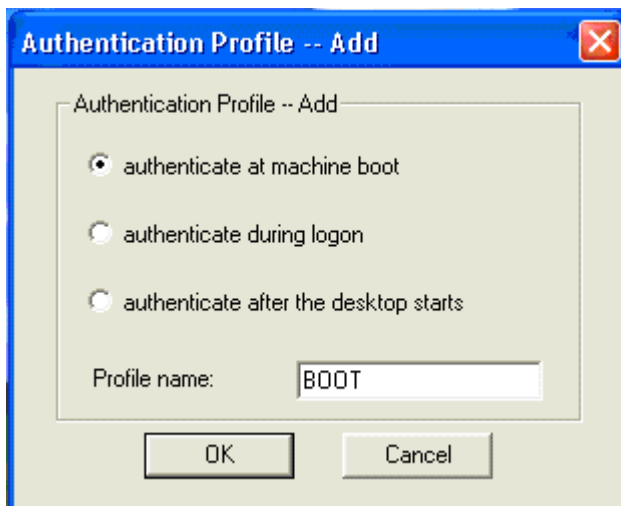 Authentication Profile -- Add
Authentication Profile -- Add
authenticate at machine boot
authenticate during logon
authenticate after the desktop starts
Profile name: BOOT
OK Cancel